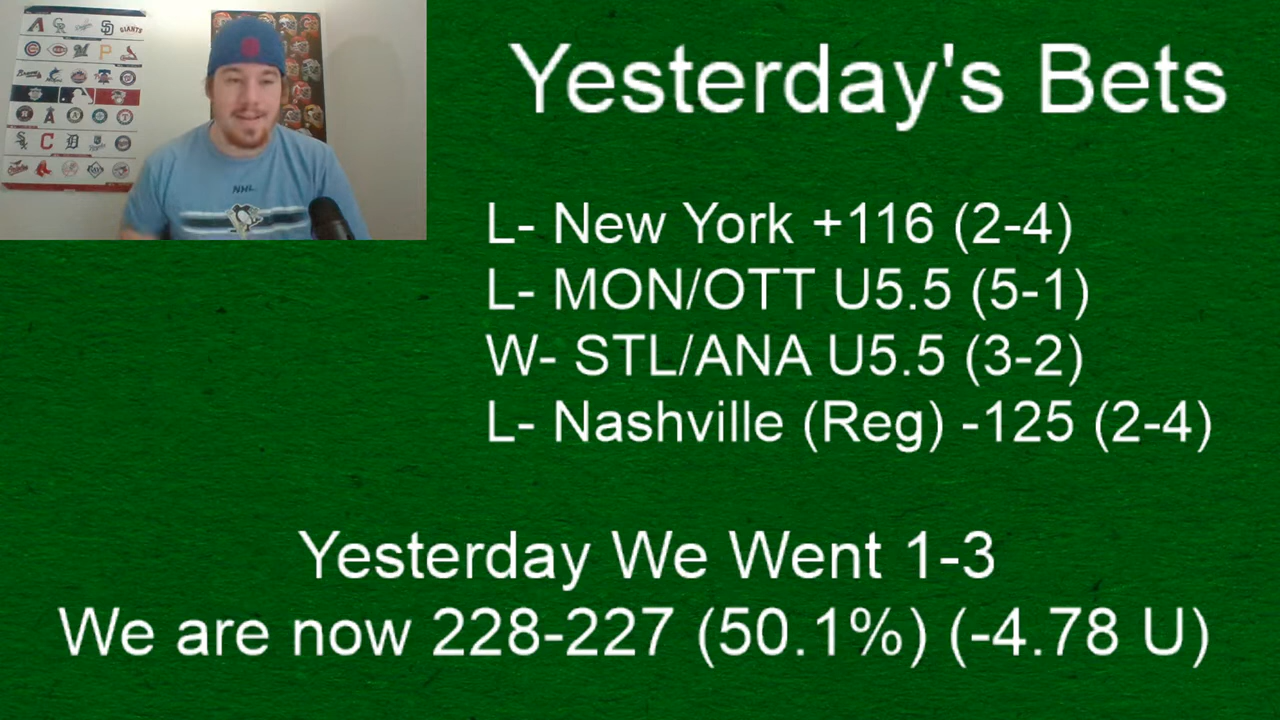 Yesterday's Bets
L- New York +116 (2-4)
L- MON/OTT U5.5 (5-1)
W- STL/ANA U5.5 (3-2)
L- Nashville (Reg) -125 (2-4)
Yesterday We Went 1-3
We are now 228-227 (50.1%) (-4.78 U)
NHL
GIANTS